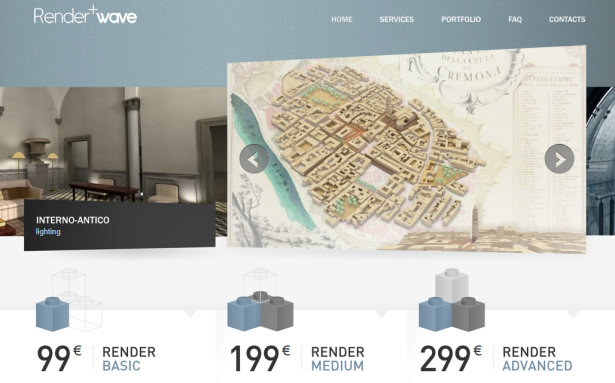 Render+wave
HOME SERVICES PORTFOLIO FAQ CONTACTS
DELLA CITTÀ
DI
CREMONA
INTERNO-ANTICO
lighting
99€ RENDER BASIC
199€ RENDER MEDIUM
299€ RENDER ADVANCED